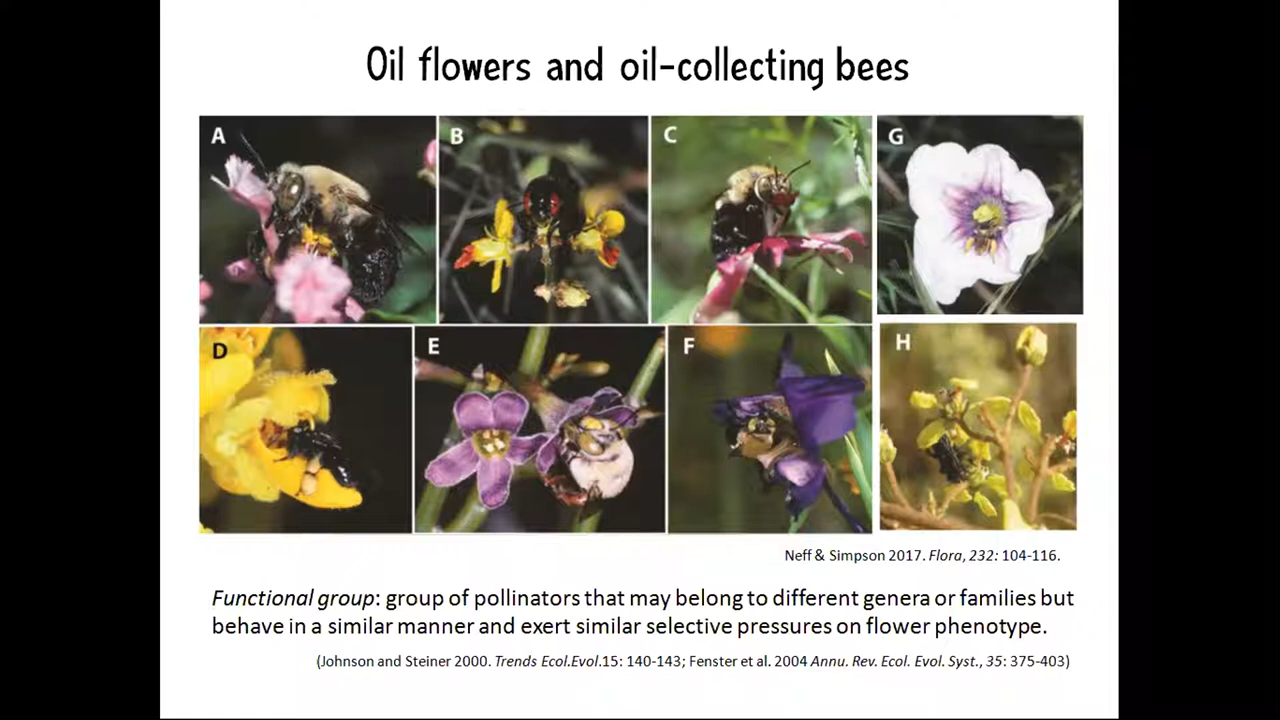 Oil flowers and oil-collecting bees
A
B
C
G
D
E
F
H
Neff & Simpson 2017. Flora, 232: 104-116.
Functional group: group of pollinators that may belong to different genera or families but
behave in a similar manner and exert similar selective pressures on flower phenotype.
(Johnson and Steiner 2000. Trends Ecol.Evol.15: 140-143; Fenster et al. 2004 Annu. Rev. Ecol. Evol. Syst., 35: 375-403)